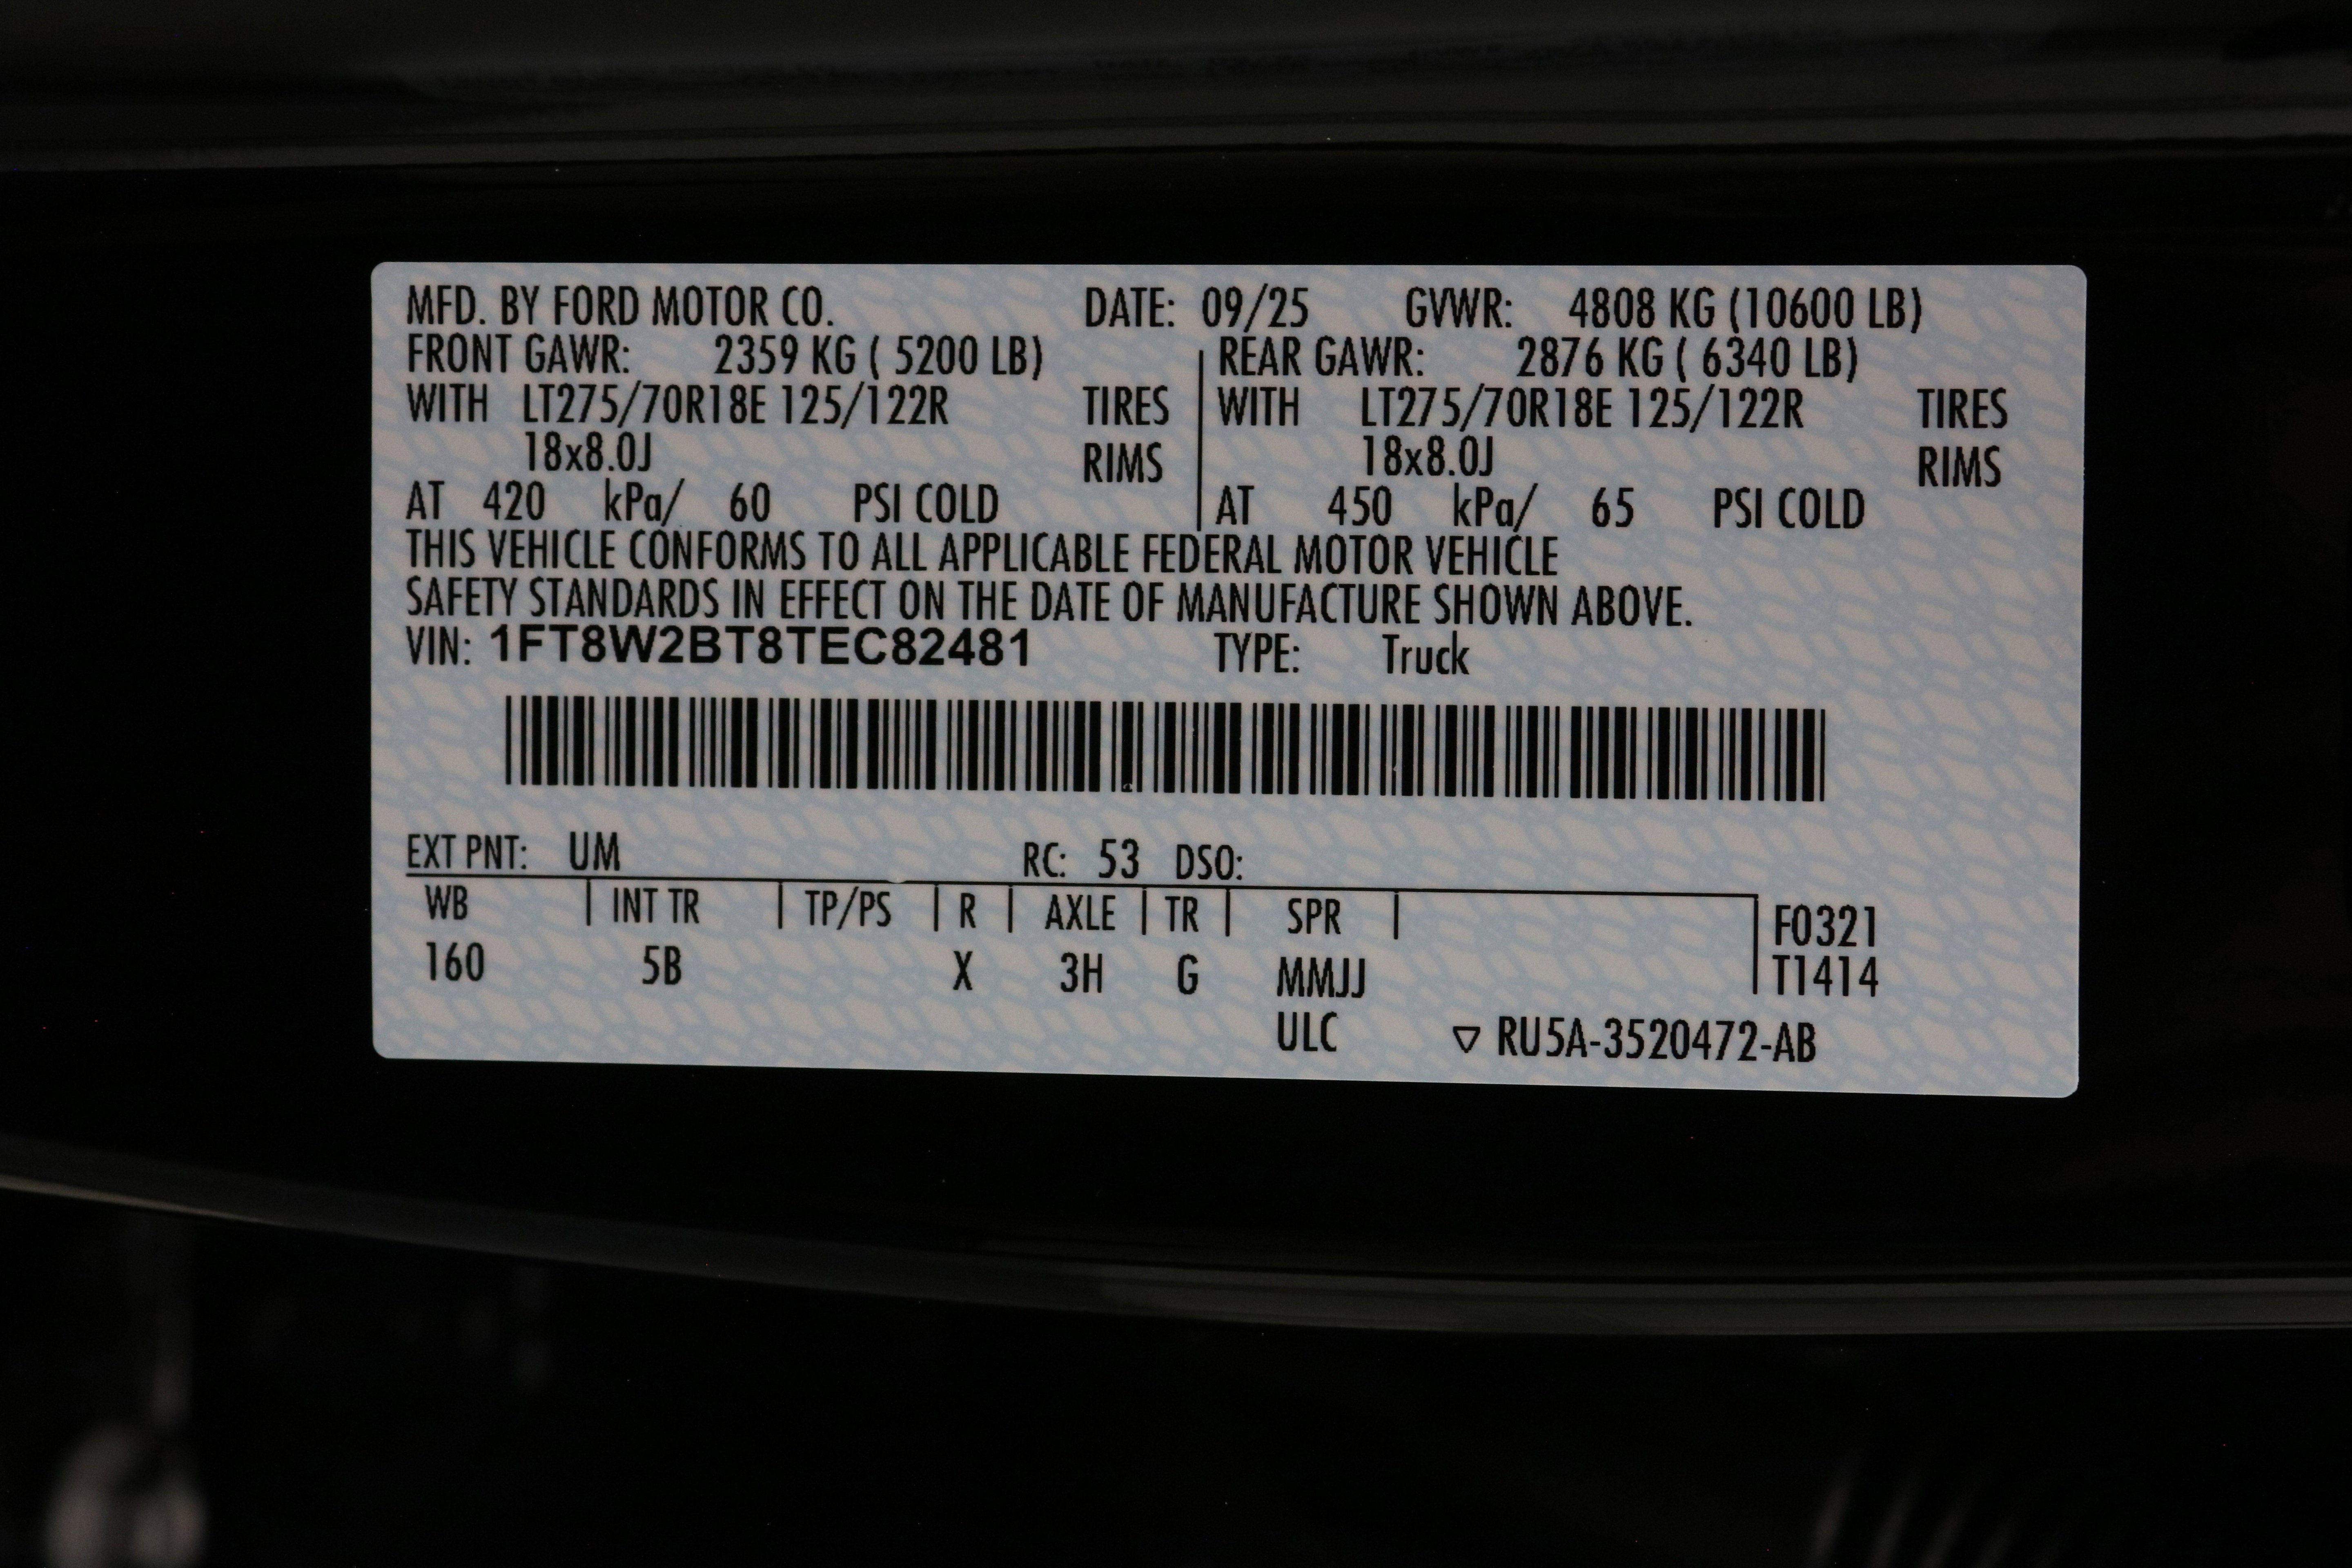 MFD. BY FORD MOTOR CO. DATE: 09/25 GVWR: 4808 KG (10600 LB)
FRONT GAWR: 2359 KG ( 5200 LB) REAR GAWR: 2876 KG ( 6340 LB)
WITH LT275/70R18E 125/122R TIRES WITH LT275/70R18E 125/122R TIRES
18x8.0J RIMS 18x8.0J RIMS
AT 420 kPa/ 60 PSI COLD AT 450 kPa/ 65 PSI COLD
THIS VEHICLE CONFORMS TO ALL APPLICABLE FEDERAL MOTOR VEHICLE
SAFETY STANDARDS IN EFFECT ON THE DATE OF MANUFACTURE SHOWN ABOVE.
VIN: 1FT8W2BT8TEC82481 TYPE: Truck
EXT PNT: UM RC: 53 DSO:
WB INT TR TP/PS R AXLE TR SPR F0321
160 5B X 3H G MMJJ T1414
ULC ▽ RU5A-3520472-AB